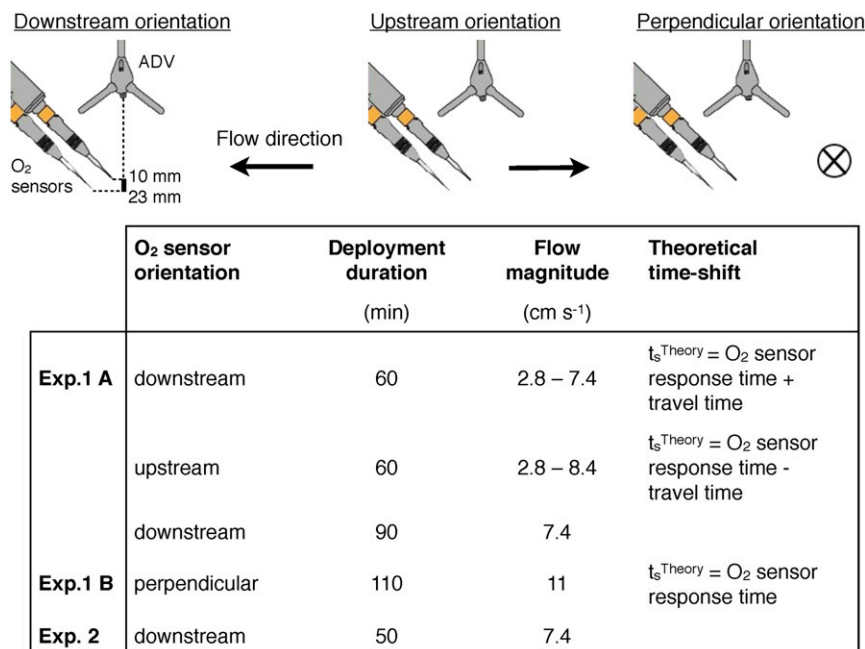 Downstream orientation
Upstream orientation
Perpendicular orientation
ADV
Flow direction
O₂
sensors
10 mm
23 mm
O₂ sensor orientation
Deployment duration
(min)
Flow magnitude
(cm s⁻¹)
Theoretical time-shift
Exp.1 A
downstream
60
2.8 – 7.4
tₛᵀʰᵉᵒʳʸ = O₂ sensor
response time +
travel time
upstream
60
2.8 – 8.4
tₛᵀʰᵉᵒʳʸ = O₂ sensor
response time -
travel time
downstream
90
7.4
Exp.1 B
perpendicular
110
11
tₛᵀʰᵉᵒʳʸ = O₂ sensor
response time
Exp. 2
downstream
50
7.4